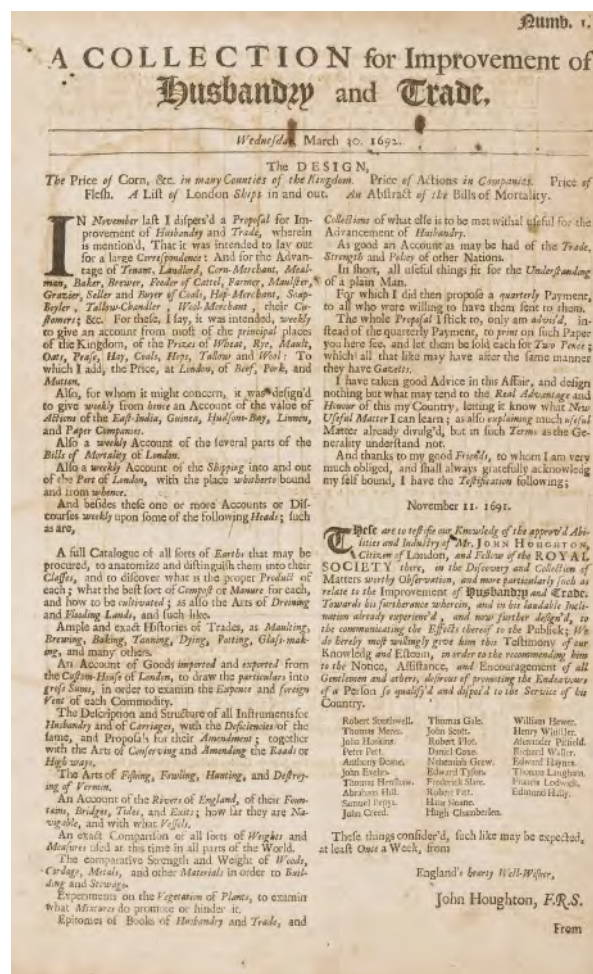 Numb. 1.
A COLLECTION for Improvement of
Husbandry and Trade.
Wednesday March 30. 1692.
The DESIGN,
The Price of Corn, &c. in many Counties of the Kingdom. Price of Actions in Companies. Price of
Flesh. A List of London Ships in and out. An Abstract of the Bills of Mortality.
IN November last I dispers'd a Proposal for Im-
provement of Husbandry and Trade, wherein
is mention'd, That it was intended to lay out
for a large Correspondence: And for the Advan-
tage of Tenant, Landlord, Corn-Merchant, Meal-
man, Baker, Brewer, Feeder of Cattel, Farmer, Maulster,
Grazier, Seller and Buyer of Coals, Hop-Merchant, Soap-
Boyler, Tallow-Chandler, Wool-Merchant, their Cu-
stomers; &c. For these, I say, it was intended, weekly
to give an account from most of the principal places
of the Kingdom, of the Prizes of Wheat, Rye, Mault,
Oats, Pease, Hay, Coals, Hops, Tallow and Wool: To
which I add, the Price, at London, of Beef, Pork, and
Mutton.
Also, for whom it might concern, it was design'd
to give weekly from hence an Account of the value of
Actions of the East-India, Guinea, Hudsons-Bay, Linnen,
and Paper Companies.
Also a weekly Account of the several parts of the
Bills of Mortality of London.
Also a weekly Account of the Shipping into and out
of the Port of London, with the place whatherto bound
and from whence.
And besides these one or more Accounts or Dis-
courses weekly upon some of the following Heads; such
as are,
A full Catalogue of all sorts of Earths that may be
procured, to anatomize and distinguish them into their
Classes, and to discover what is the proper Product of
each; what the best sort of Compost or Manure for each,
and how to be cultivated; as also the Arts of Dreining
and Flooding Lands, and such like.
Ample and exact Histories of Trades, as Maulting,
Brewing, Baking, Tanning, Dying, Potting, Glass-mak-
ing, and many others.
An Account of Goods imported and exported from
the Custom-House of London, to draw the particulars into
gross Sums, in order to examin the Expence and foreign
Vent of each Commodity.
The Description and Structure of all Instruments for
Husbandry and of Carriages, with the Deficiencies of the
same, and Proposals for their Amendment; together
with the Arts of Conserving and Amending the Roads or
High ways.
The Arts of Fishing, Fowling, Hunting, and Destroy-
ing of Vermin.
An Account of the Rivers of England, of their Foun-
tains, Bridges, Tides, and Exits; how far they are Na-
vigable, and with what Vessels.
An exact Comparison of all sorts of Weights and
Measures used at this time in all parts of the World.
The comparative Strength and Weight of Woods,
Cordage, Metals, and other Materials in order to Buil-
ding and Stowage.
Experiments on the Vegetation of Plants, to examin
what Mixtures do promote or hinder it.
Epitomes of Books of Husbandry and Trade, and
Collections of what else is to be met withal useful for the
Advancement of Husbandry.
As good an Account as may be had of the Trade,
Strength and Policy of other Nations.
In short, all useful things fit for the Understanding
of a plain Man.
For which I did then propose a quarterly Payment,
to all who were willing to have them sent to them.
The whole Proposal I stick to, only am advis'd, in-
stead of the quarterly Payment, to print on such Paper
you here see, and let them be sold each for Two Pence;
which all that like may have after the same manner
they have Gazetts.
I have taken good Advice in this Affair, and design
nothing but what may tend to the Real Advantage and
Honour of this my Country, letting it know what New
Useful Matter I can learn; as also explaining much useful
Matter already divulg'd, but in such Terms as the Ge-
nerality understand not.
And thanks to my good Friends, to whom I am very
much obliged, and shall always gratefully acknowledg
my self bound, I have the Testification following;
November 11. 1691.
These are to testifie our Knowledg of the approv'd Abi-
lities and Industry of Mr. JOHN HOUGHTON,
Citizen of London, and Fellow of the ROYAL
SOCIETY there, in the Discovery and Collection of
Matters worthy Observation, and more particularly such as
relate to the Improvement of Husbandry and Trade.
Towards his furtherance wherein, and in his laudable Incli-
nation already experienc'd, and now further design'd, to
the communicating the Effects thereof to the Publick; We
do hereby most willingly give him this Testimony of our
Knowledg and Esteem, in order to the recommending him
to the Notice, Assistance, and Encouragement of all
Gentlemen and others, desirous of promoting the Endeavours
of a Person so qualify'd and dispos'd to the Service of his
Country.
Robert Southwell. Thomas Gale. William Hewer.
Thomas Meres. John Scott. Henry Whistler.
John Hoskins. Robert Plot. Alexander Pitfield.
Peter Pett. Daniel Coxe. Richard Waller.
Anthony Deane. Nehemiah Grew. Edward Haynes.
John Evelin. Edward Tyson. Thomas Langham.
Thomas Henshaw. Frederick Slare. Francis Lodwick.
Abraham Hill. Robert Pitt. Edmund Hally.
Samuel Pepys. Hans Sloane.
John Creed. Hugh Chamberlen.
These things consider'd, such like may be expected,
at least Once a Week, from
England's hearty Well-Wisher,
John Houghton, F.R.S.
From